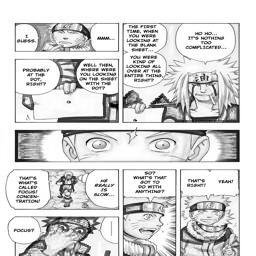 HO HO...
IT'S NOTHING
TOO
COMPLICATED...
THE FIRST
TIME, WHEN
YOU WERE
LOOKING AT
THE BLANK
SHEET...
YOU WERE
KIND OF
LOOKING ALL
OVER AT THE
ENTIRE THING,
RIGHT?
MMM...
I
GUESS.
WELL THEN,
WHERE WERE
YOU LOOKING
ON THE SHEET
WITH THE DOT?
PROBABLY
AT THE
DOT,
RIGHT?
YEAH!
THAT'S
RIGHT!
SO?
WHAT'S
THAT GOT
TO DO WITH
ANYTHING?
HE
REALLY
IS
SLOW...
THAT'S
WHAT'S
CALLED
FOCUS!
CONCEN-
TRATION!
FOCUS?
油